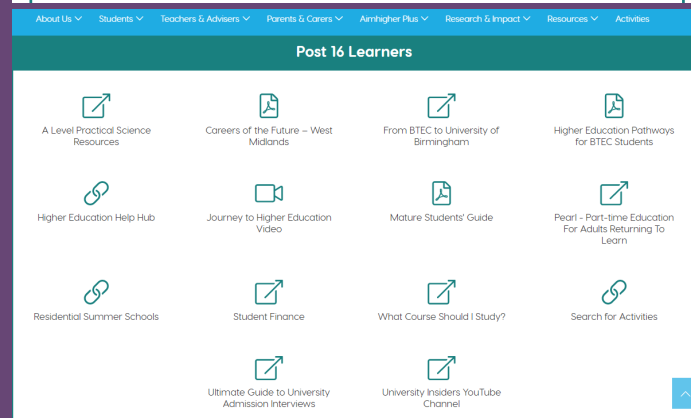 About Us Students Teachers & Advisers Parents & Carers Aimhigher Plus Research & Impact Resources Activities
Post 16 Learners
A Level Practical Science
Resources
Careers of the Future – West
Midlands
From BTEC to University of
Birmingham
Higher Education Pathways
for BTEC Students
Higher Education Help Hub
Journey to Higher Education
Video
Mature Students' Guide
Pearl - Part-time Education
For Adults Returning To
Learn
Residential Summer Schools
Student Finance
What Course Should I Study?
Search for Activities
Ultimate Guide to University
Admission Interviews
University Insiders YouTube
Channel